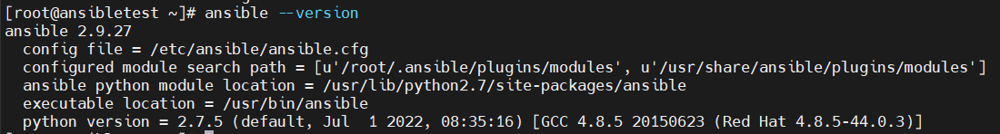 [root@ansibletest ~]# ansible --version
ansible 2.9.27
  config file = /etc/ansible/ansible.cfg
  configured module search path = [u'/root/.ansible/plugins/modules', u'/usr/share/ansible/plugins/modules']
  ansible python module location = /usr/lib/python2.7/site-packages/ansible
  executable location = /usr/bin/ansible
  python version = 2.7.5 (default, Jul  1 2022, 08:35:16) [GCC 4.8.5 20150623 (Red Hat 4.8.5-44.0.3)]